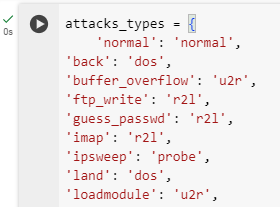 0s
attacks_types = {
    'normal': 'normal',
'back': 'dos',
'buffer_overflow': 'u2r',
'ftp_write': 'r2l',
'guess_passwd': 'r2l',
'imap': 'r2l',
'ipsweep': 'probe',
'land': 'dos',
'loadmodule': 'u2r',